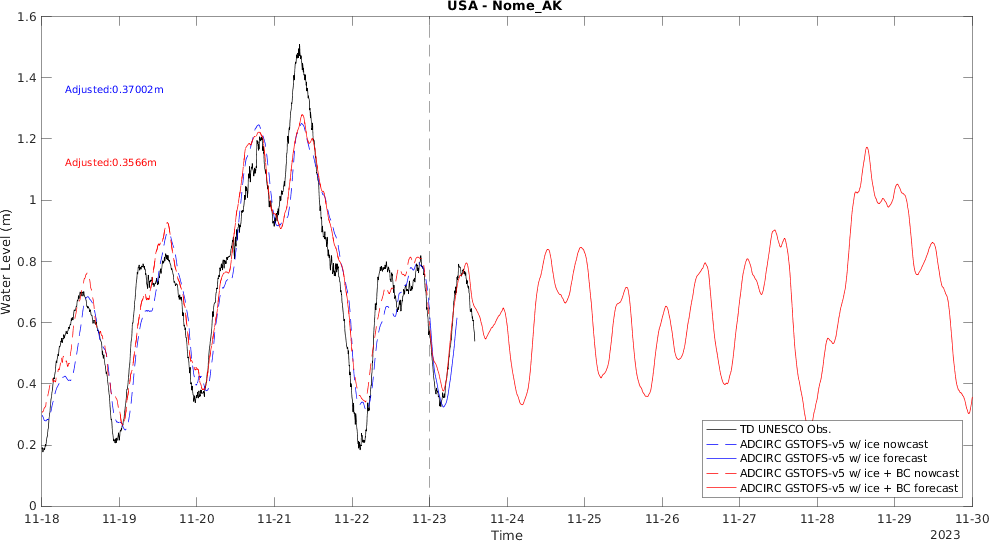 USA - Nome_AK
1.6
1.4
1.2
1
0.8
0.6
0.4
0.2
0
Water Level (m)
Adjusted:0.37002m
Adjusted:0.3566m
TD UNESCO Obs.
ADCIRC GSTOFS-v5 w/ ice nowcast
ADCIRC GSTOFS-v5 w/ ice forecast
ADCIRC GSTOFS-v5 w/ ice + BC nowcast
ADCIRC GSTOFS-v5 w/ ice + BC forecast
11-18 11-19 11-20 11-21 11-22 11-23 11-24 11-25 11-26 11-27 11-28 11-29 11-30
Time
2023